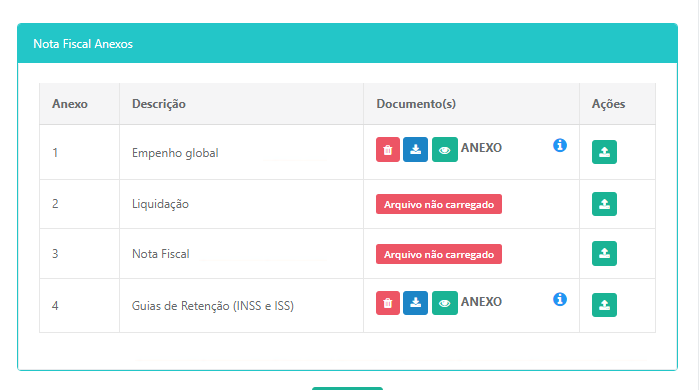 Nota Fiscal Anexos
Anexo Descrição Documento(s) Ações
1 Empenho global ANEXO
2 Liquidação Arquivo não carregado
3 Nota Fiscal Arquivo não carregado
4 Guias de Retenção (INSS e ISS) ANEXO